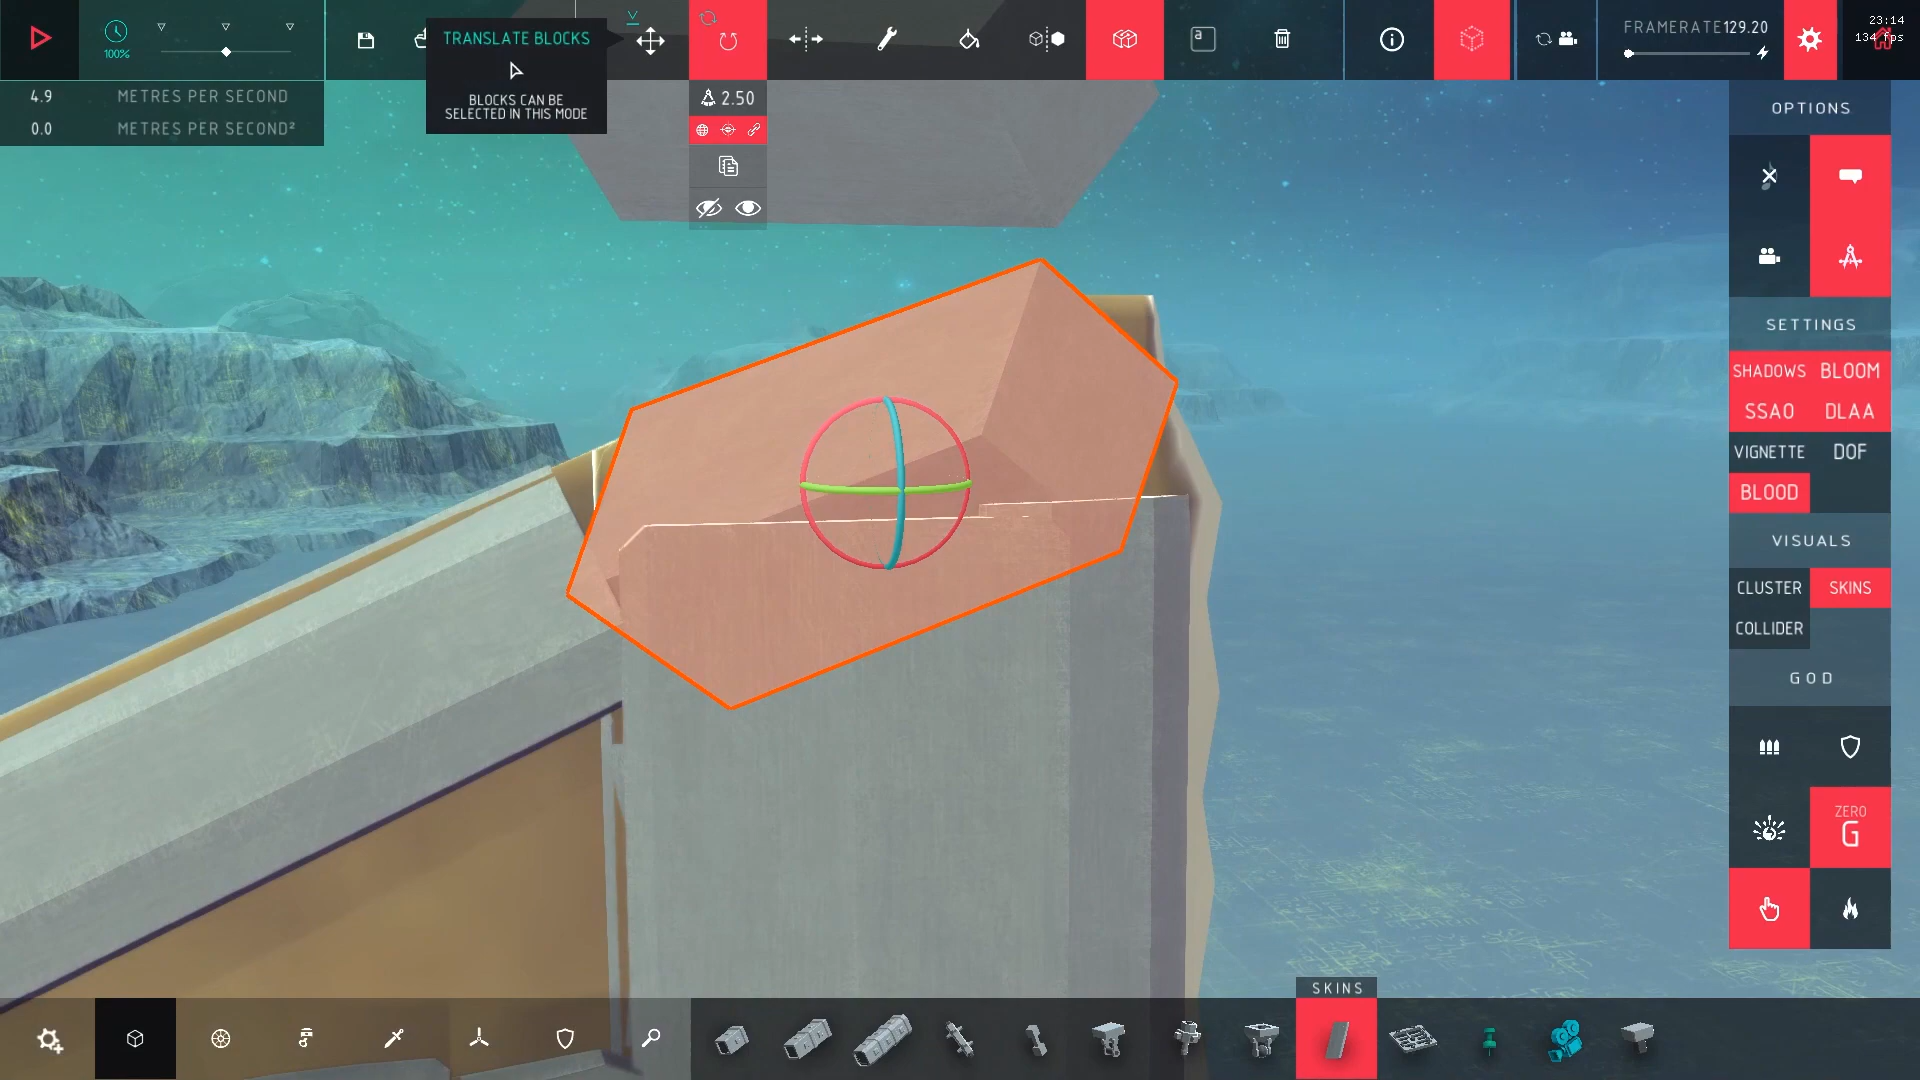 100%
TRANSLATE BLOCKS
BLOCKS CAN BE
SELECTED IN THIS MODE
4.9 METRES PER SECOND
0.0 METRES PER SECOND²
2.50
a
FRAMERATE 129.20
23:14
134 fps
OPTIONS
SETTINGS
SHADOWS BLOOM
SSAO DLAA
VIGNETTE DOF
BLOOD
VISUALS
CLUSTER SKINS
COLLIDER
GOD
ZERO
G
SKINS